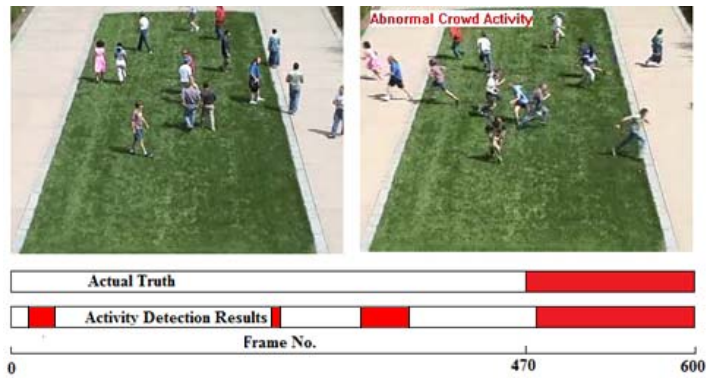 Abnormal Crowd Activity
Actual Truth
Activity Detection Results
Frame No.
0 470 600